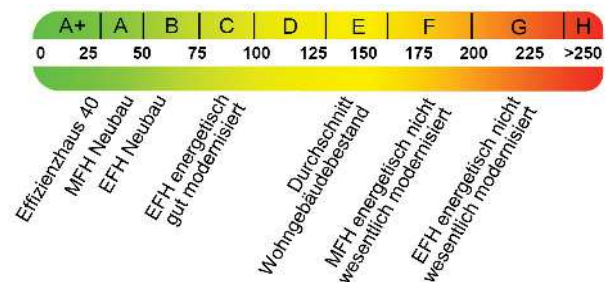 A+ A B C D E F G H
0 25 50 75 100 125 150 175 200 225 >250
Effizienzhaus 40
MFH Neubau
EFH Neubau
EFH energetisch
gut modernisiert
Durchschnitt
Wohngebäudebestand
MFH energetisch nicht
wesentlich modernisiert
EFH energetisch nicht
wesentlich modernisiert